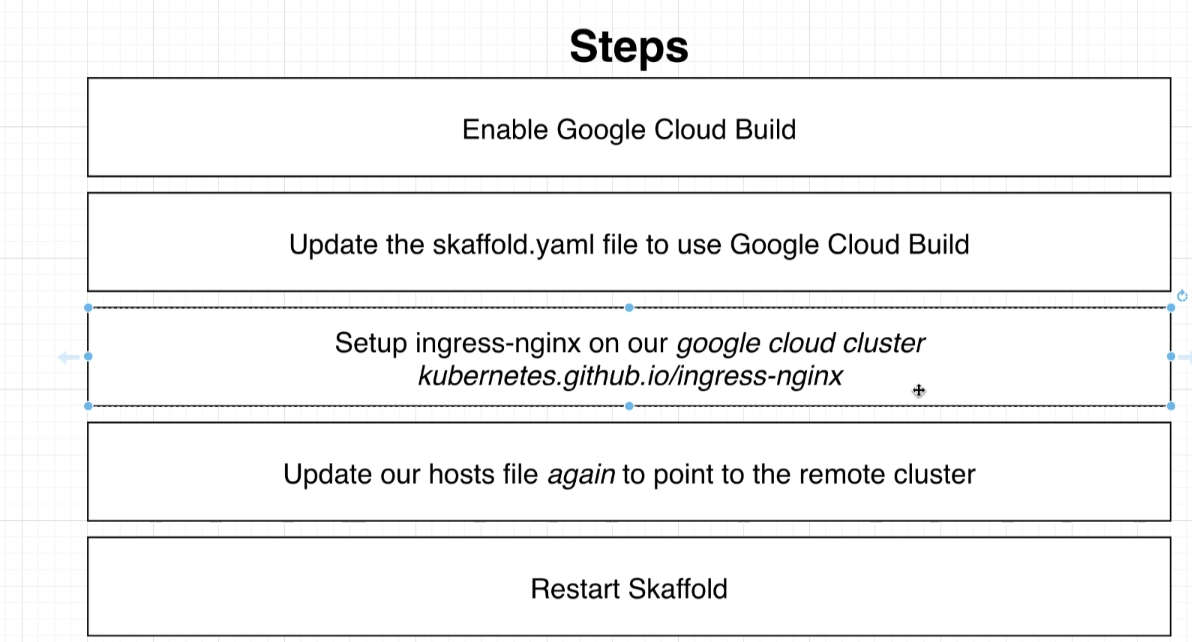 Steps
Enable Google Cloud Build
Update the skaffold.yaml file to use Google Cloud Build
Setup ingress-nginx on our google cloud cluster
kubernetes.github.io/ingress-nginx
Update our hosts file again to point to the remote cluster
Restart Skaffold